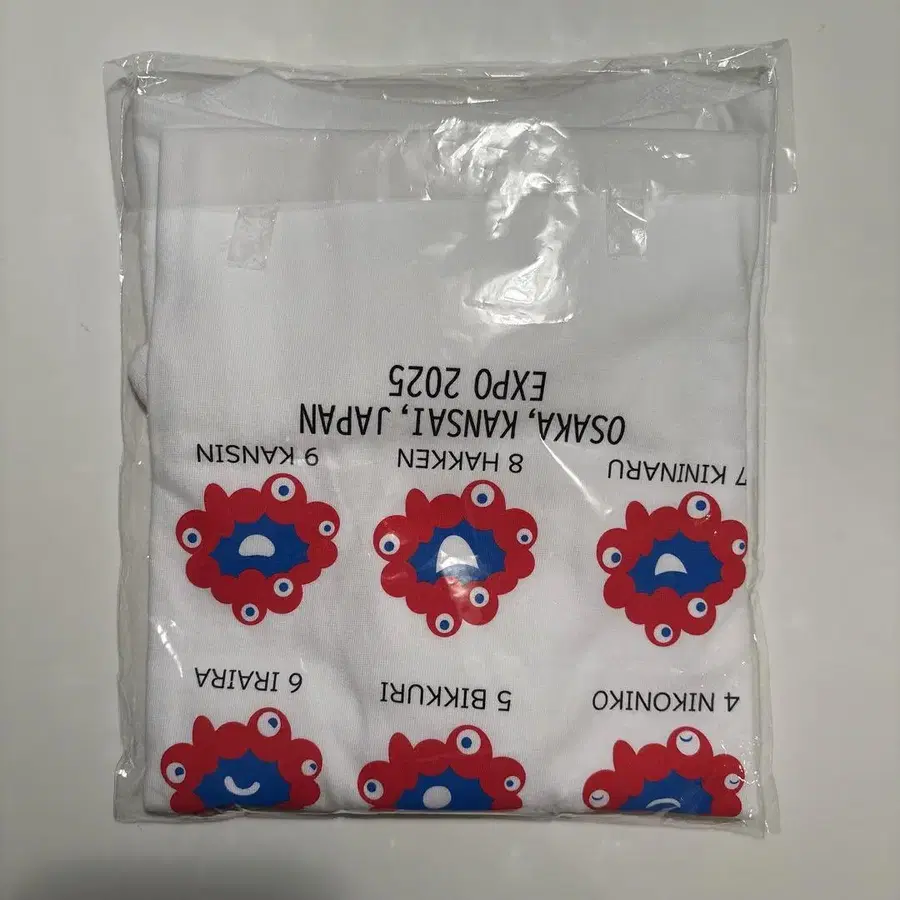 4 NIKONIKO
5 BIKKURI
6 IRAIRA
7 KININARU
8 HAKKEN
9 KANSIN
OSAKA, KANSAI, JAPAN
EXPO 2025